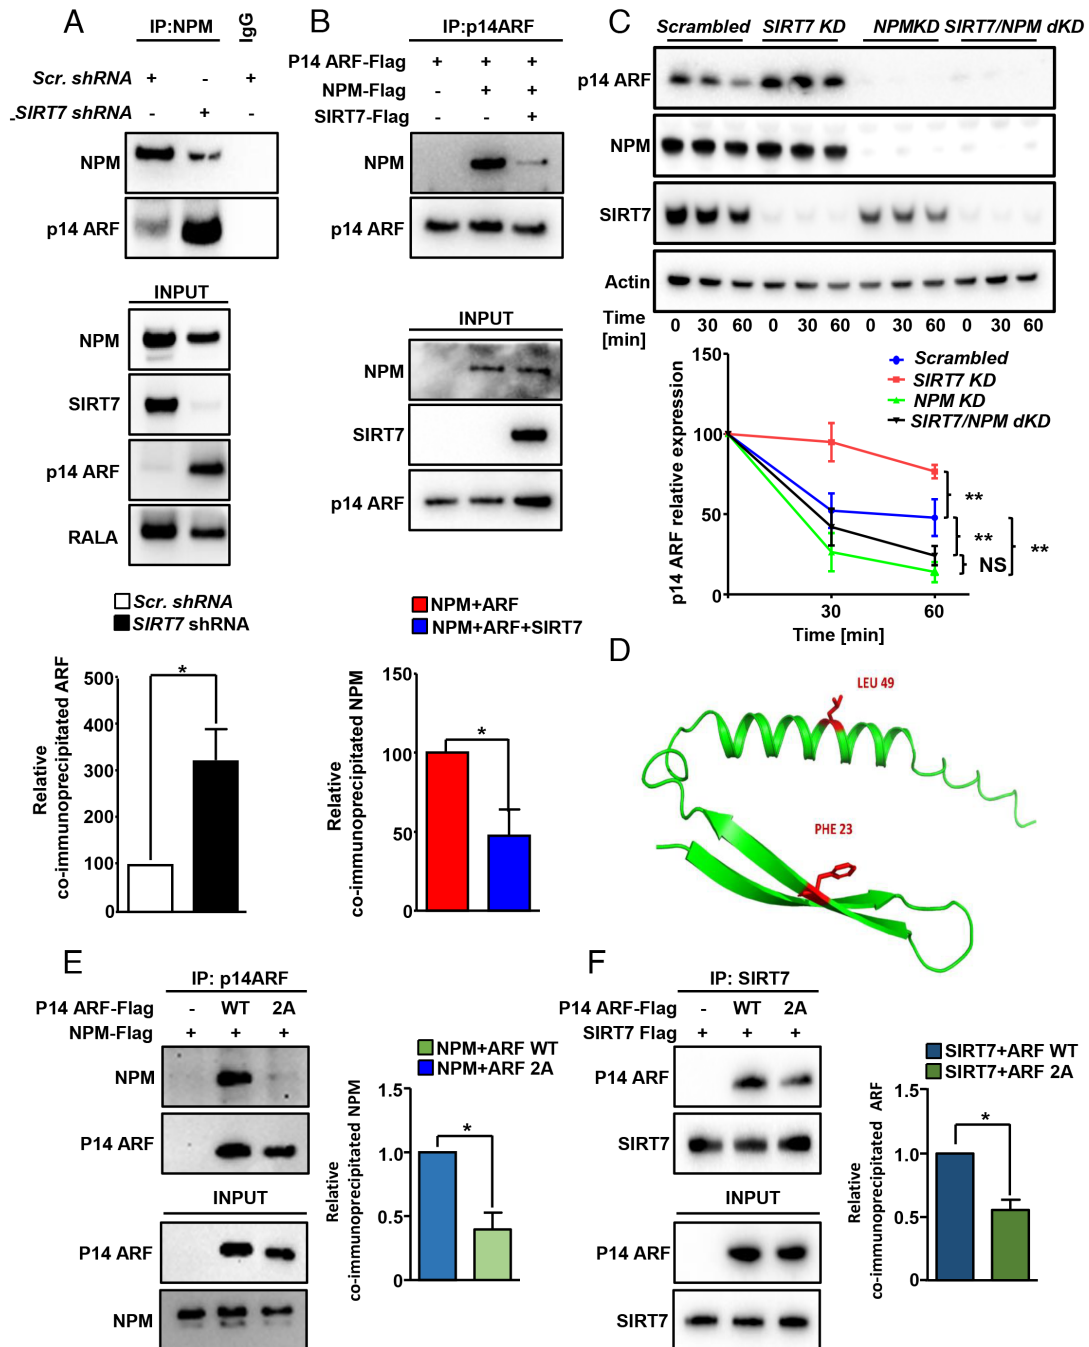 A
IP:NPM
IgG
Scr. shRNA + - +
_SIRT7 shRNA - + -
NPM
p14 ARF
INPUT
NPM
SIRT7
p14 ARF
RALA
Scr. shRNA
SIRT7 shRNA
*
500
400
300
200
100
0
Relative
co-immunoprecipitated ARF
B
IP:p14ARF
P14 ARF-Flag + + +
NPM-Flag - + +
SIRT7-Flag - - +
NPM
p14 ARF
INPUT
NPM
SIRT7
p14 ARF
NPM+ARF
NPM+ARF+SIRT7
150
100
50
0
*
Relative
co-immunoprecipitated NPM
C
Scrambled SIRT7 KD NPMKD SIRT7/NPM dKD
p14 ARF
NPM
SIRT7
Actin
Time
[min]
0 30 60 0 30 60 0 30 60 0 30 60
150
100
50
0
p14 ARF relative expression
Scrambled
SIRT7 KD
NPM KD
SIRT7/NPM dKD
**
**
NS
**
30 60
Time [min]
D
LEU 49
PHE 23
E
IP: p14ARF
P14 ARF-Flag - WT 2A
NPM-Flag + + +
NPM
P14 ARF
INPUT
P14 ARF
NPM
NPM+ARF WT
NPM+ARF 2A
1.5
1.0
0.5
0
*
Relative
co-immunoprecipitated NPM
F
IP: SIRT7
P14 ARF-Flag - WT 2A
SIRT7 Flag + + +
P14 ARF
SIRT7
INPUT
P14 ARF
SIRT7
SIRT7+ARF WT
SIRT7+ARF 2A
1.5
1.0
0.5
0
*
Relative
co-immunoprecipitated ARF